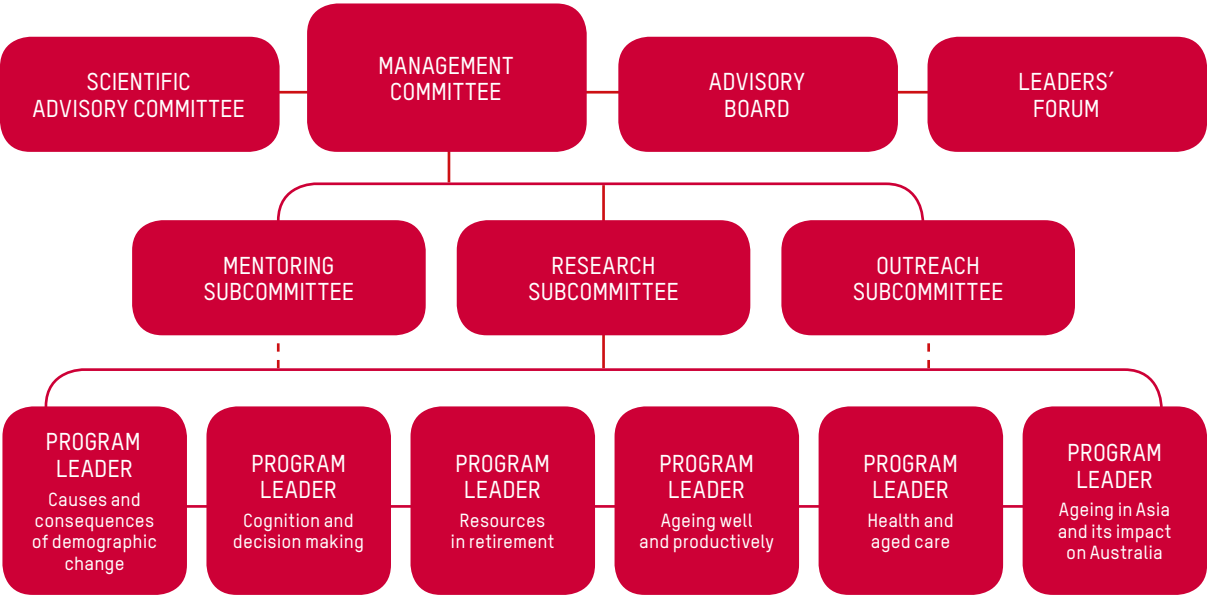 SCIENTIFIC
ADVISORY COMMITTEE
MANAGEMENT
COMMITTEE
ADVISORY
BOARD
LEADERS’
FORUM
MENTORING
SUBCOMMITTEE
RESEARCH
SUBCOMMITTEE
OUTREACH
SUBCOMMITTEE
PROGRAM
LEADER
Causes and
consequences
of demographic
change
PROGRAM
LEADER
Cognition and
decision making
PROGRAM
LEADER
Resources
in retirement
PROGRAM
LEADER
Ageing well
and productively
PROGRAM
LEADER
Health and
aged care
PROGRAM
LEADER
Ageing in Asia
and its impact
on Australia